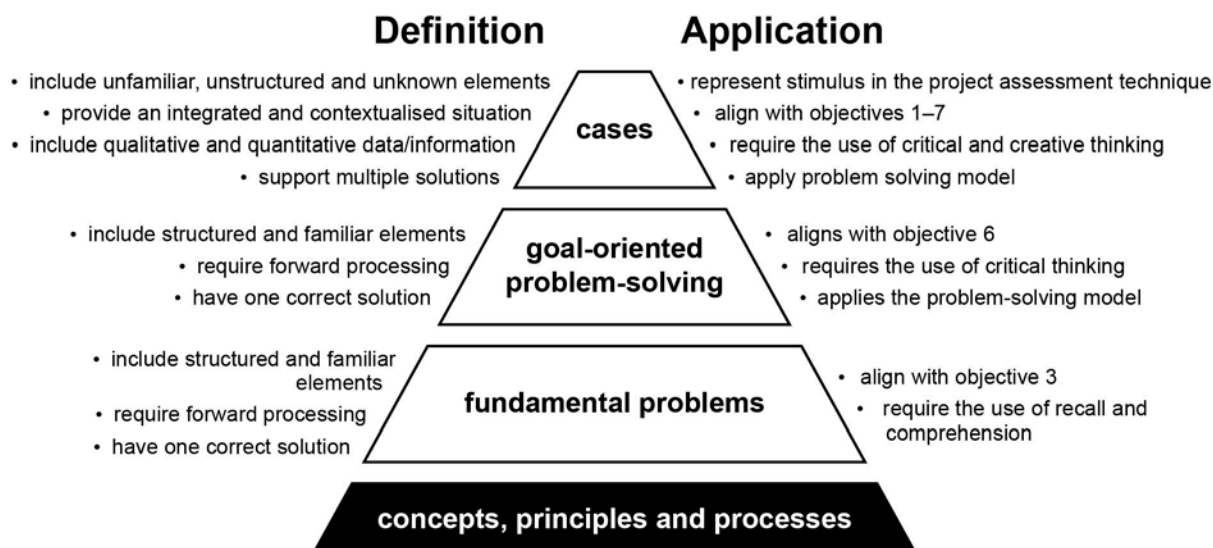 Definition
Application
• include unfamiliar, unstructured and unknown elements
• provide an integrated and contextualised situation
• include qualitative and quantitative data/information
• support multiple solutions
cases
• represent stimulus in the project assessment technique
• align with objectives 1–7
• require the use of critical and creative thinking
• apply problem solving model
• include structured and familiar elements
• require forward processing
• have one correct solution
goal-oriented
problem-solving
• aligns with objective 6
• requires the use of critical thinking
• applies the problem-solving model
• include structured and familiar
elements
• require forward processing
• have one correct solution
fundamental problems
• align with objective 3
• require the use of recall and
comprehension
concepts, principles and processes